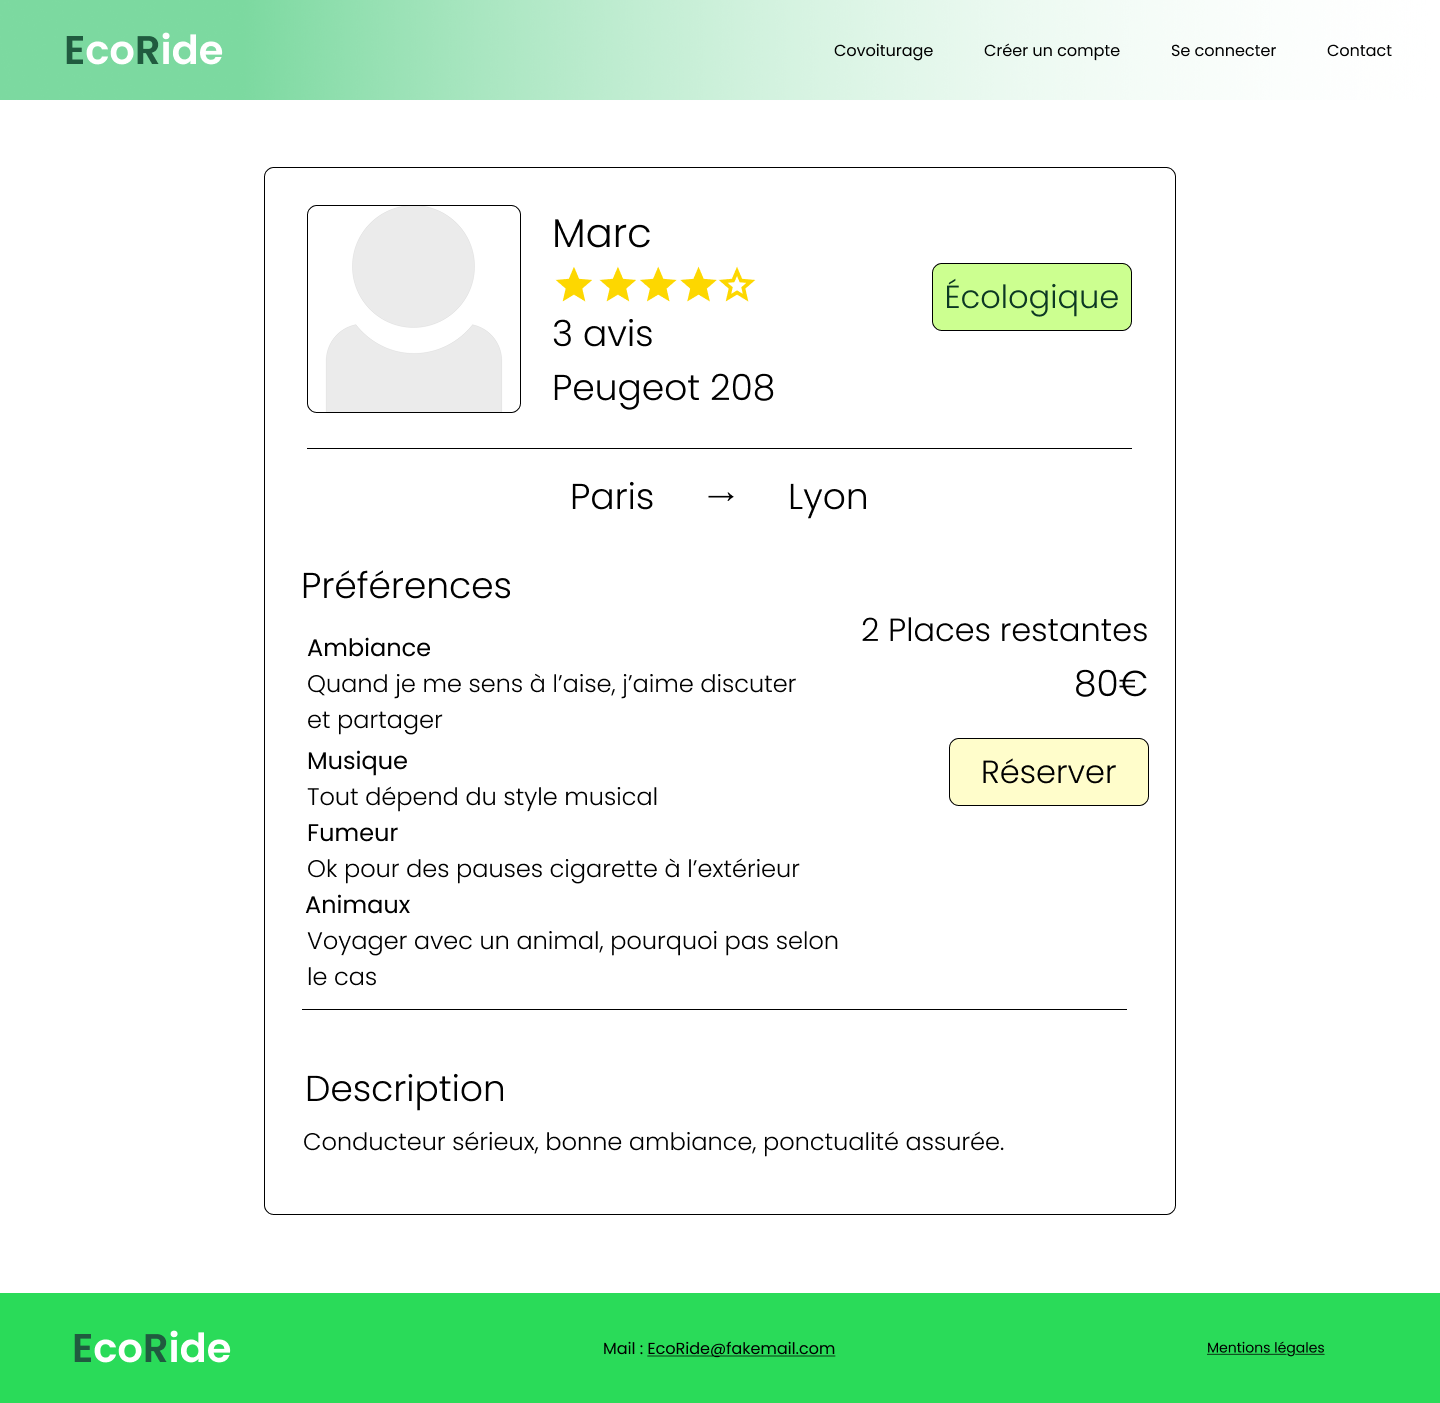 EcoRide
Covoiturage
Créer un compte
Se connecter
Contact
Marc
3 avis
Peugeot 208
Écologique
Paris → Lyon
Préférences
Ambiance
Quand je me sens à l’aise, j’aime discuter
et partager
Musique
Tout dépend du style musical
Fumeur
Ok pour des pauses cigarette à l’extérieur
Animaux
Voyager avec un animal, pourquoi pas selon
le cas
2 Places restantes
80€
Réserver
Description
Conducteur sérieux, bonne ambiance, ponctualité assurée.
EcoRide
Mail : EcoRide@fakemail.com
Mentions légales